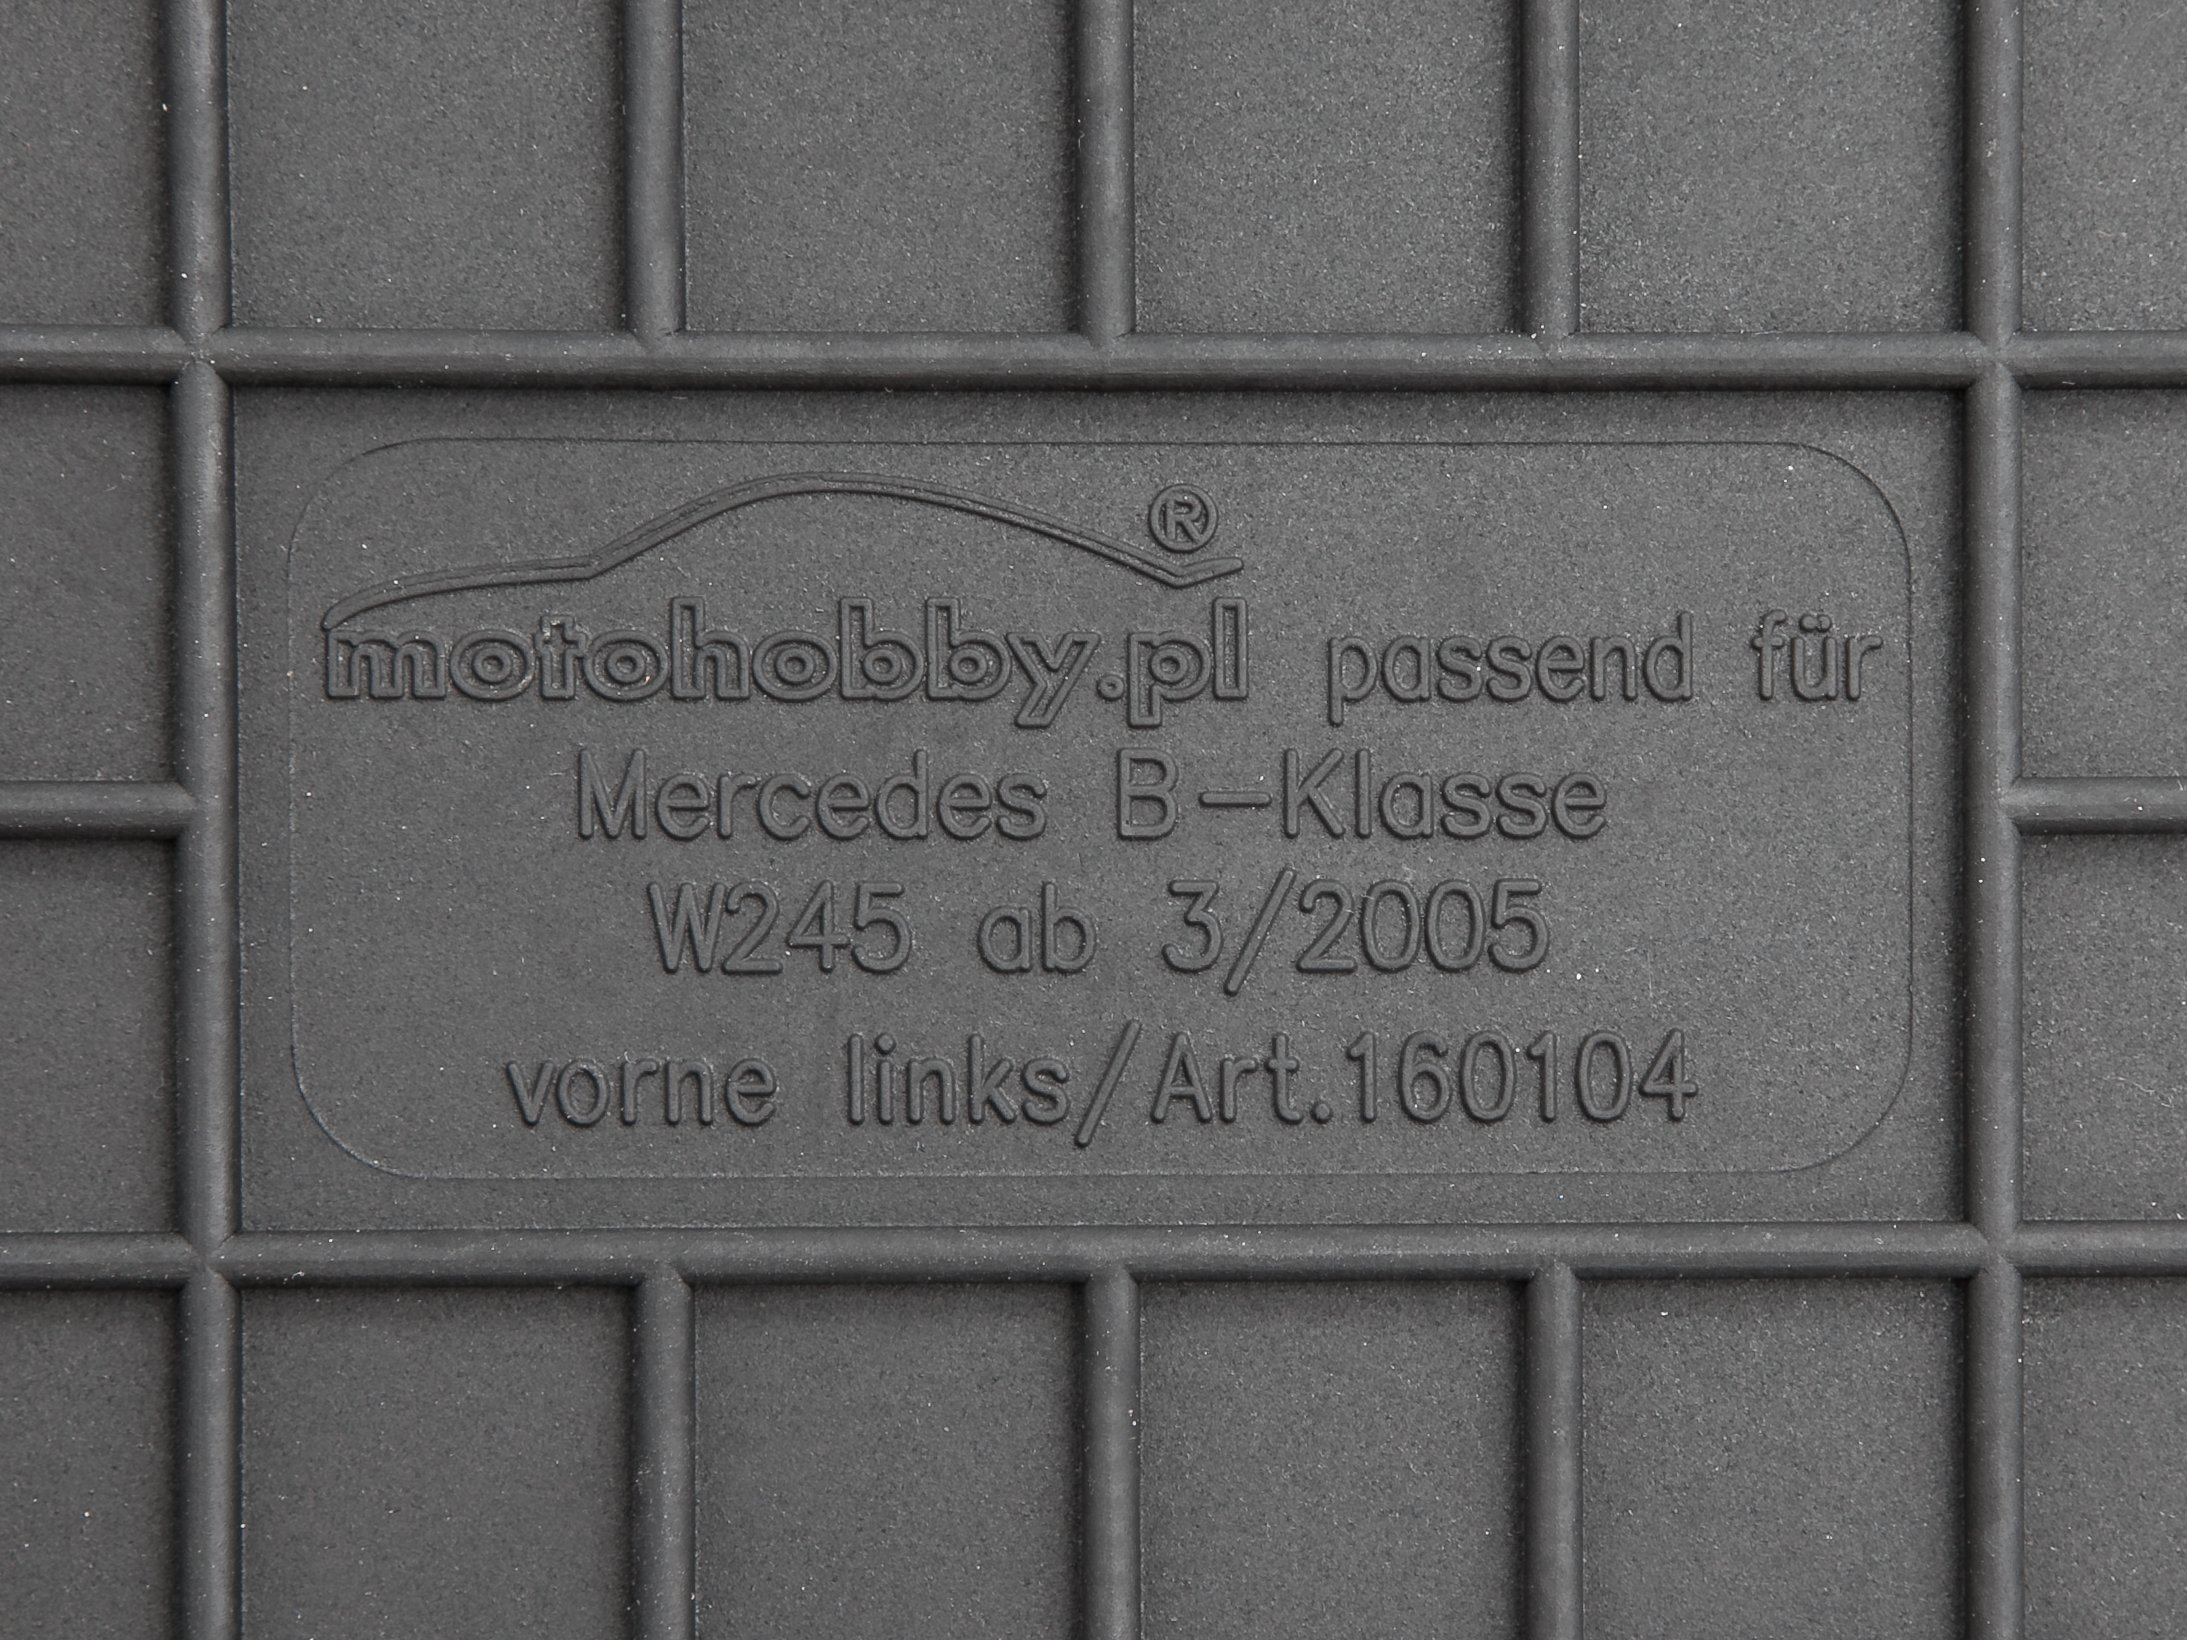 motohobby.pl® passend für
Mercedes B-Klasse
W245 ab 3/2005
vorne links/Art.160104